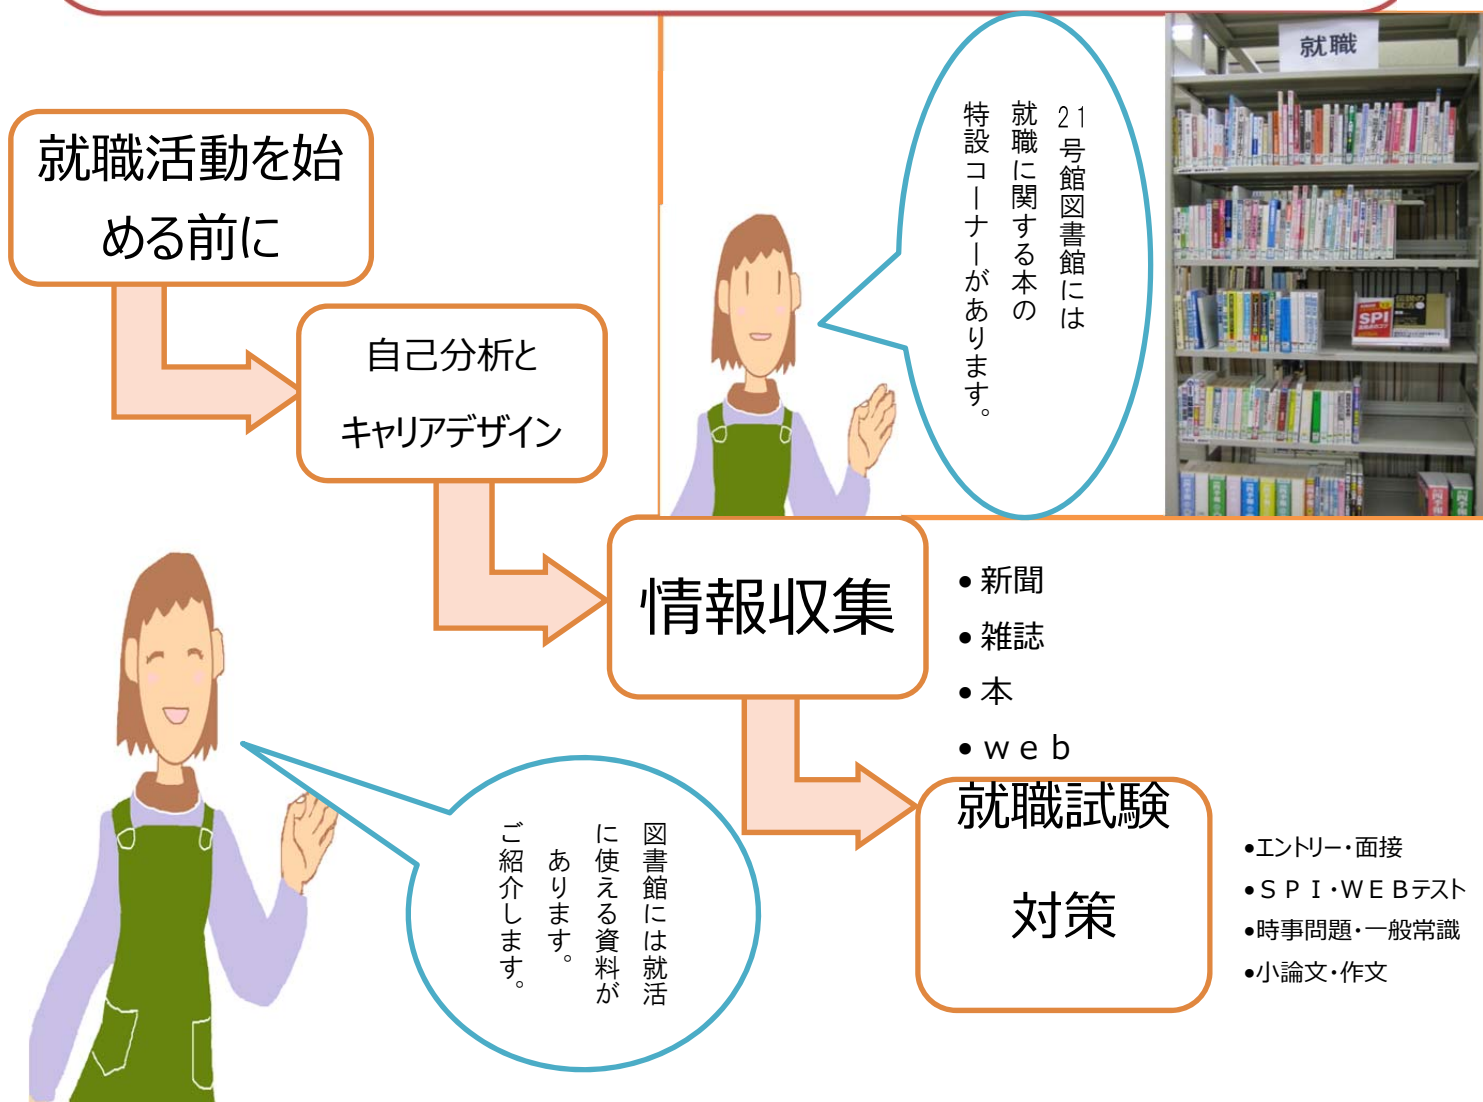 就職活動を始
める前に
自己分析と
キャリアデザイン
21号館図書館には
就職に関する本の
特設コーナーがあります。
就職
SPI
情報収集
•新聞
•雑誌
•本
•ｗｅｂ
就職試験
対策
•エントリー・面接
•ＳＰＩ・ＷＥＢテスト
•時事問題・一般常識
•小論文・作文
図書館には就活
に使える資料が
あります。
ご紹介します。